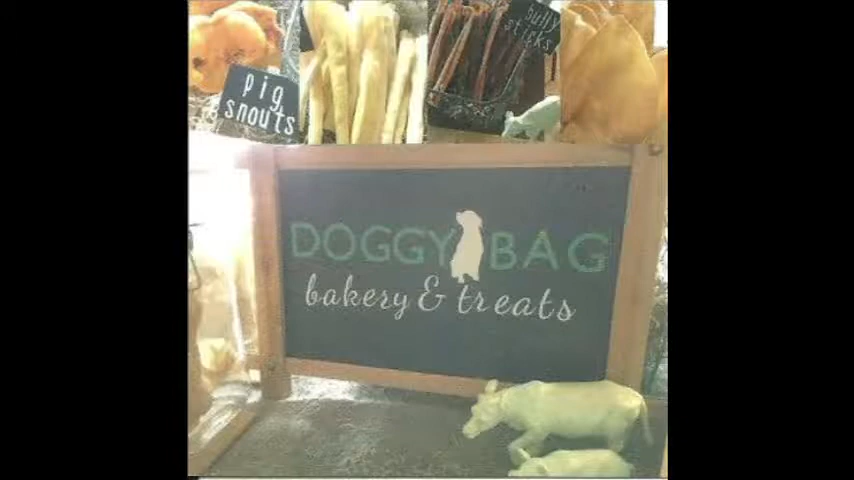 pig
snouts
bully
sticks
DOGGY BAG
bakery & treats